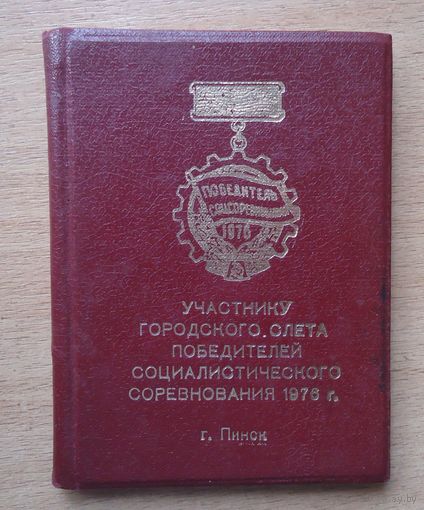 ПОБЕДИТЕЛЬ
СОЦСОРЕВНОВАНИЯ
1976
УЧАСТНИКУ
ГОРОДСКОГО СЛЕТА
ПОБЕДИТЕЛЕЙ
СОЦИАЛИСТИЧЕСКОГО
СОРЕВНОВАНИЯ 1976 г.
г. Пинск